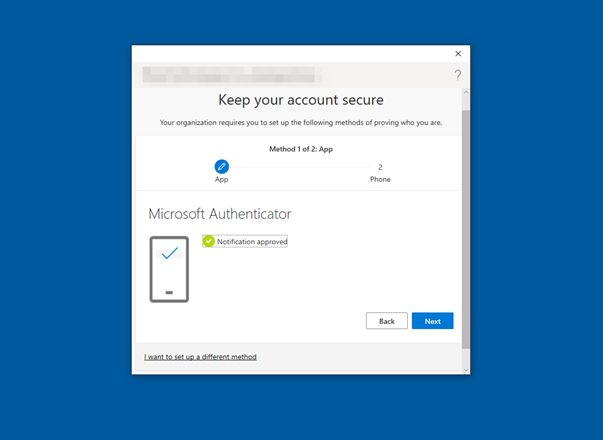 Keep your account secure
Your organization requires you to set up the following methods of proving who you are.
Method 1 of 2: App
2
App
Phone
Microsoft Authenticator
Notification approved
Back
Next
I want to set up a different method